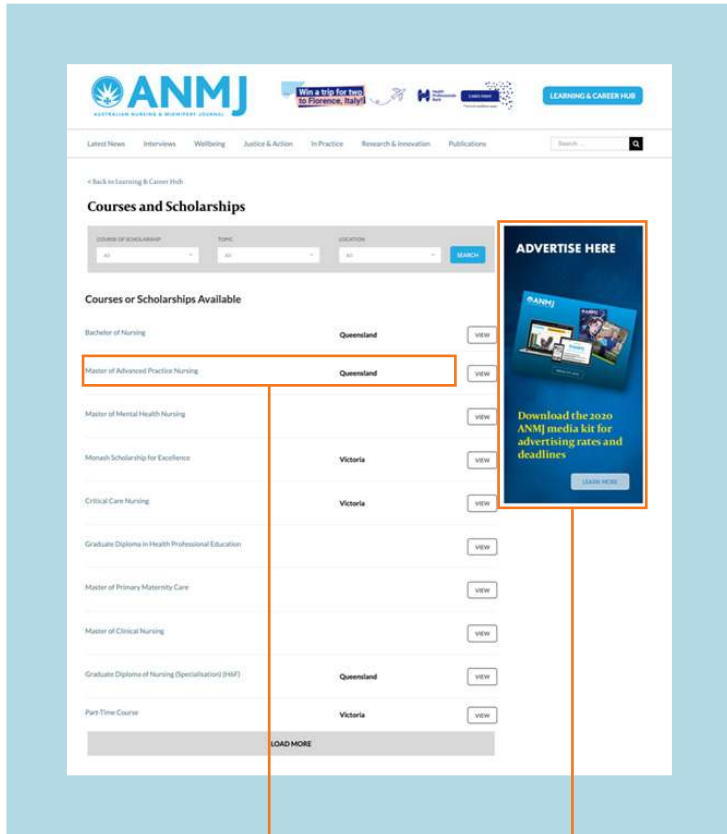 ANMJ
AUSTRALIAN NURSING & MIDWIFERY JOURNAL
Win a trip for two
to Florence, Italy!
Health
Professionals
Bank
LEARNING & CAREER HUB
Latest News Interviews Wellbeing Justice & Action In Practice Research & Innovation Publications
Search ...
< Back to Learning & Career Hub
Courses and Scholarships
COURSE OF SCHOLARSHIP TOPIC LOCATION
All All All SEARCH
ADVERTISE HERE
ANMJ
Download the 2020
ANMJ media kit for
advertising rates and
deadlines
LEARN MORE
Courses or Scholarships Available
Bachelor of Nursing Queensland VIEW
Master of Advanced Practice Nursing Queensland VIEW
Master of Mental Health Nursing VIEW
Monash Scholarship for Excellence Victoria VIEW
Critical Care Nursing Victoria VIEW
Graduate Diploma in Health Professional Education VIEW
Master of Primary Maternity Care VIEW
Master of Clinical Nursing VIEW
Graduate Diploma of Nursing (Specialisation) (H6F) Queensland VIEW
Part-Time Course Victoria VIEW
LOAD MORE